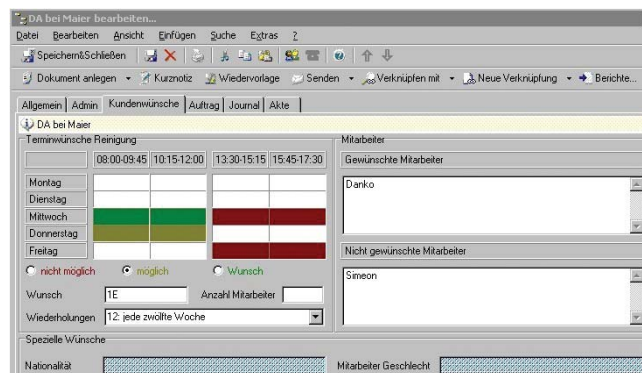 DA bei Maier bearbeiten...
Datei Bearbeiten Ansicht Einfügen Suche Extras ?
Speichern&Schließen
Dokument anlegen Kurznotiz Wiedervorlage Senden Verknüpfen mit Neue Verknüpfung Berichte...
Allgemein Admin Kundenwünsche Auftrag Journal Akte
DA bei Maier
Terminwünsche Reinigung
08:00-09:45 10:15-12:00 13:30-15:15 15:45-17:30
Montag
Dienstag
Mittwoch
Donnerstag
Freitag
nicht möglich möglich Wunsch
Wunsch 1E Anzahl Mitarbeiter
Wiederholungen 12: jede zwölfte Woche
Mitarbeiter
Gewünschte Mitarbeiter
Danko
Nicht gewünschte Mitarbeiter
Simeon
Spezielle Wünsche
Nationalität Mitarbeiter Geschlecht